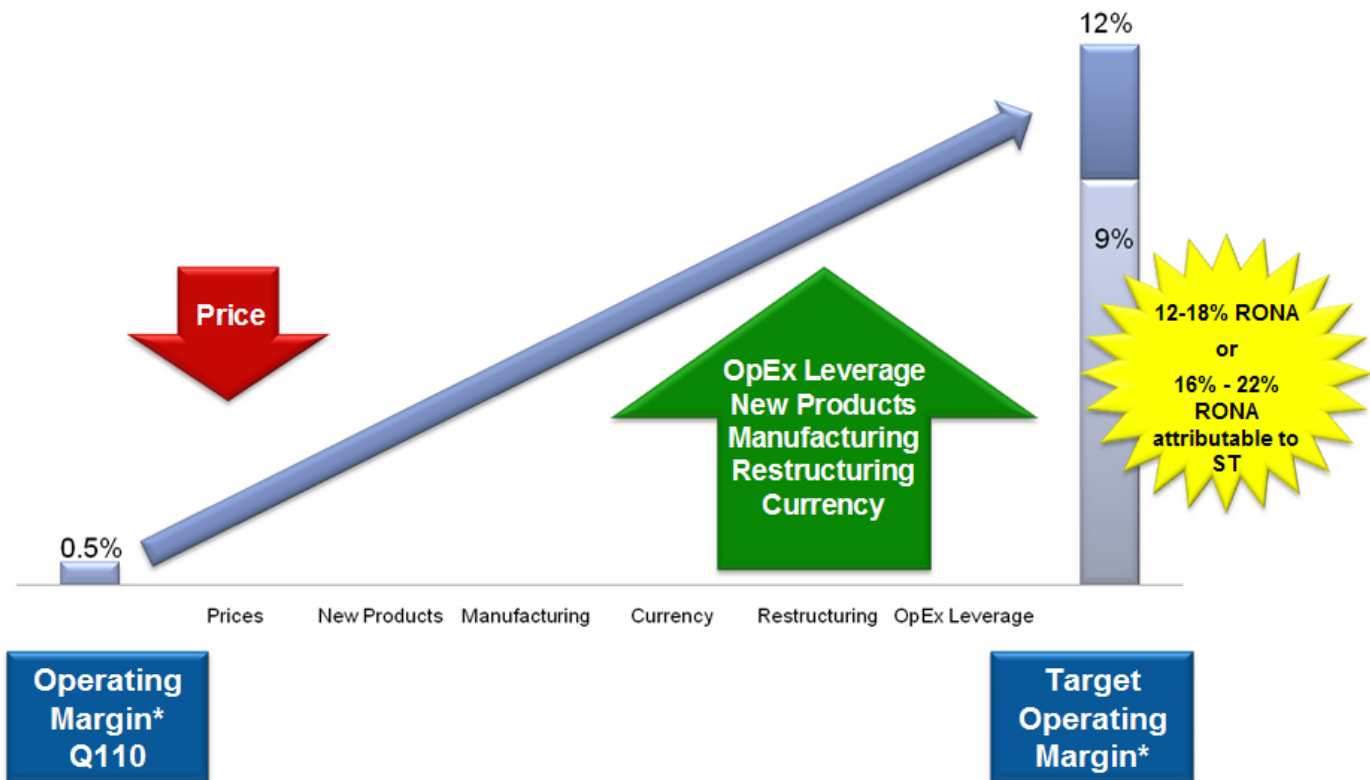 12%
9%
Price
12-18% RONA
or
16% - 22%
RONA
attributable to
ST
OpEx Leverage
New Products
Manufacturing
Restructuring
Currency
0.5%
Prices New Products Manufacturing Currency Restructuring OpEx Leverage
Operating
Margin*
Q110
Target
Operating
Margin*